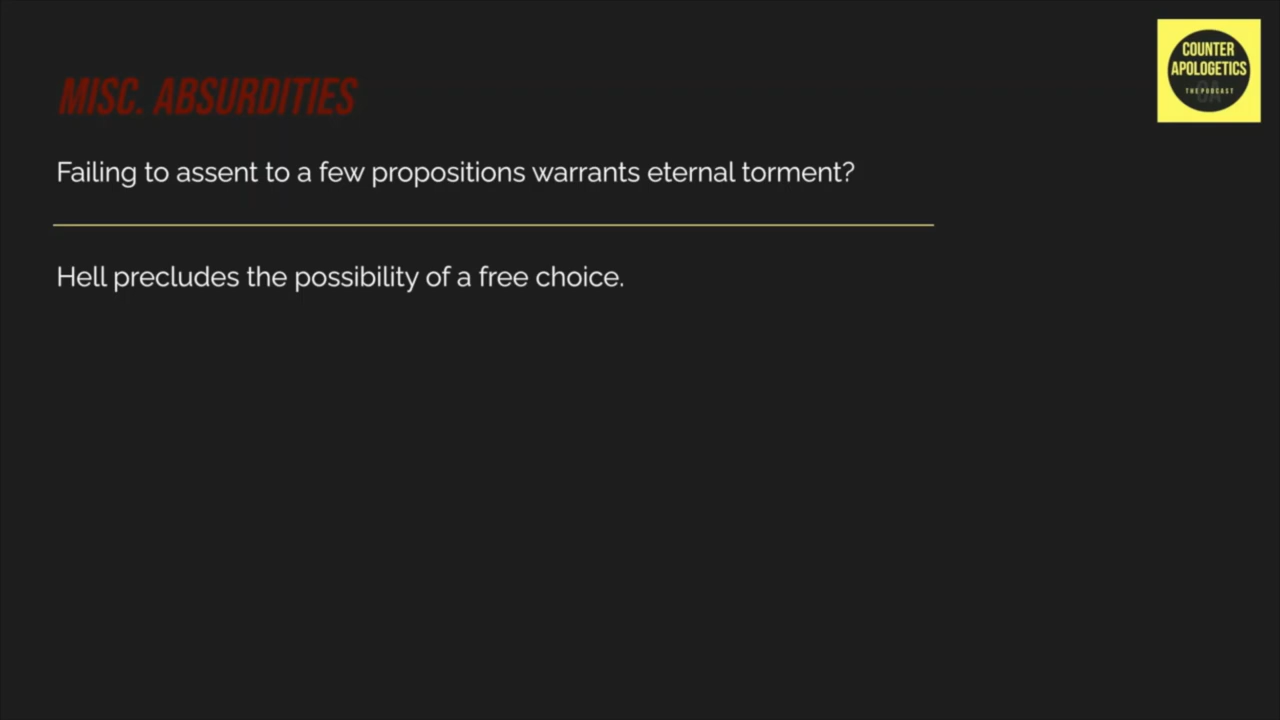 COUNTER
APOLOGETICS
THE PODCAST
CA
MISC. ABSURDITIES
Failing to assent to a few propositions warrants eternal torment?
Hell precludes the possibility of a free choice.